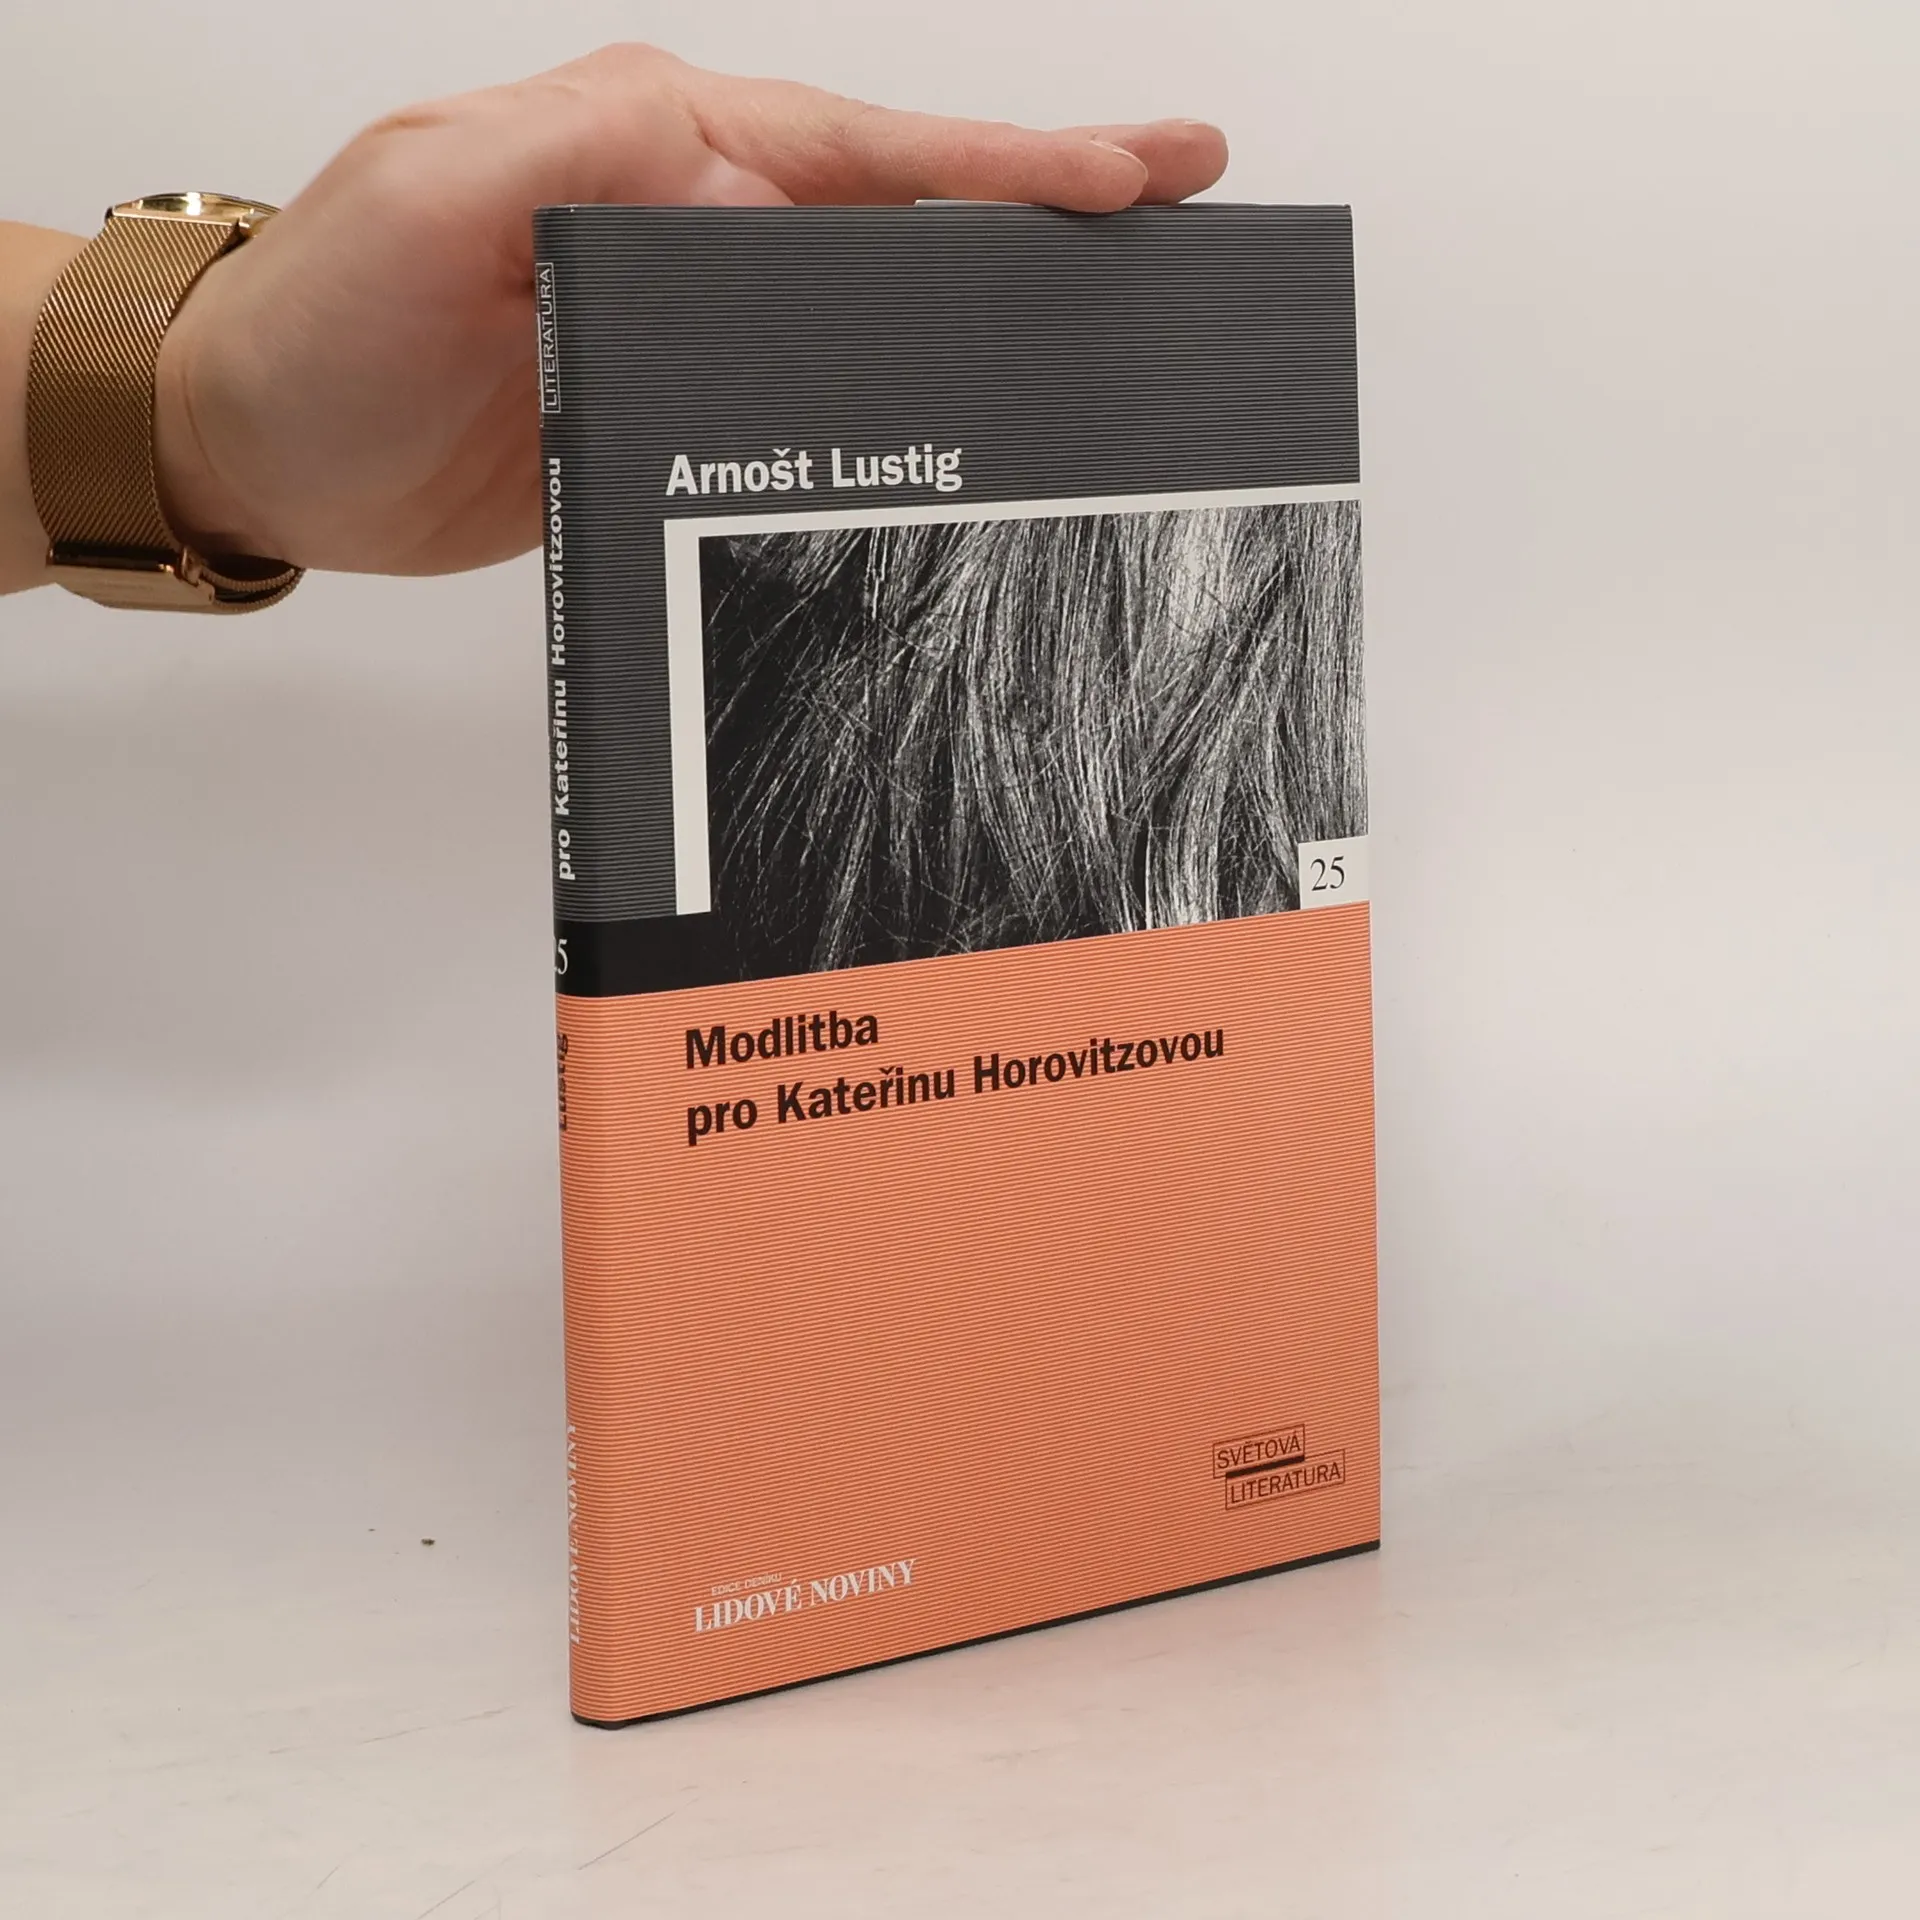 Arnošt Lustig
25
Modlitba
pro Kateřinu Horovitzovou
SVĚTOVÁ
LITERATURA
EDICE DENÍKU
LIDOVÉ NOVINY
LITERATURA
pro Kateřinu Horovitzovou
5
Lustig
LIDOVÉ NOVINY